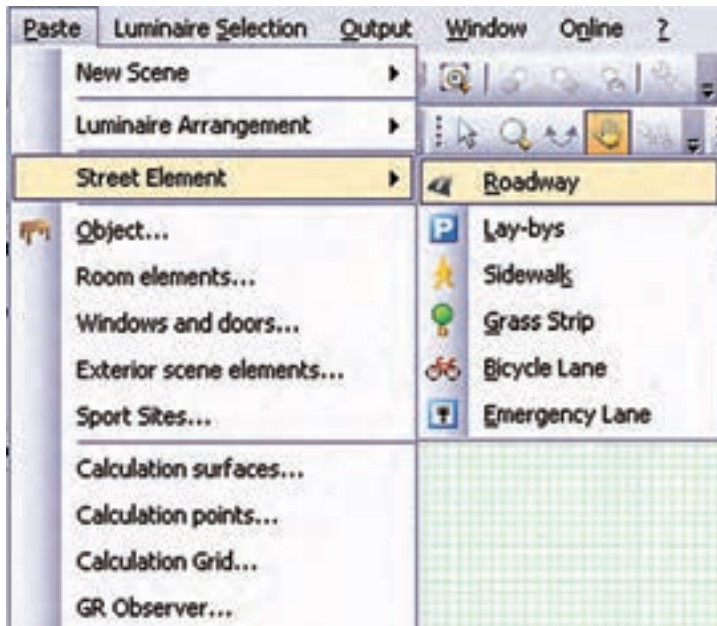 Paste Luminaire Selection Output Window Online ?
New Scene
Luminaire Arrangement
Street Element
Object...
Room elements...
Windows and doors...
Exterior scene elements...
Sport Sites...
Calculation surfaces...
Calculation points...
Calculation Grid...
GR Observer...
Roadway
P Lay-bys
Sidewalk
Grass Strip
Bicycle Lane
Emergency Lane